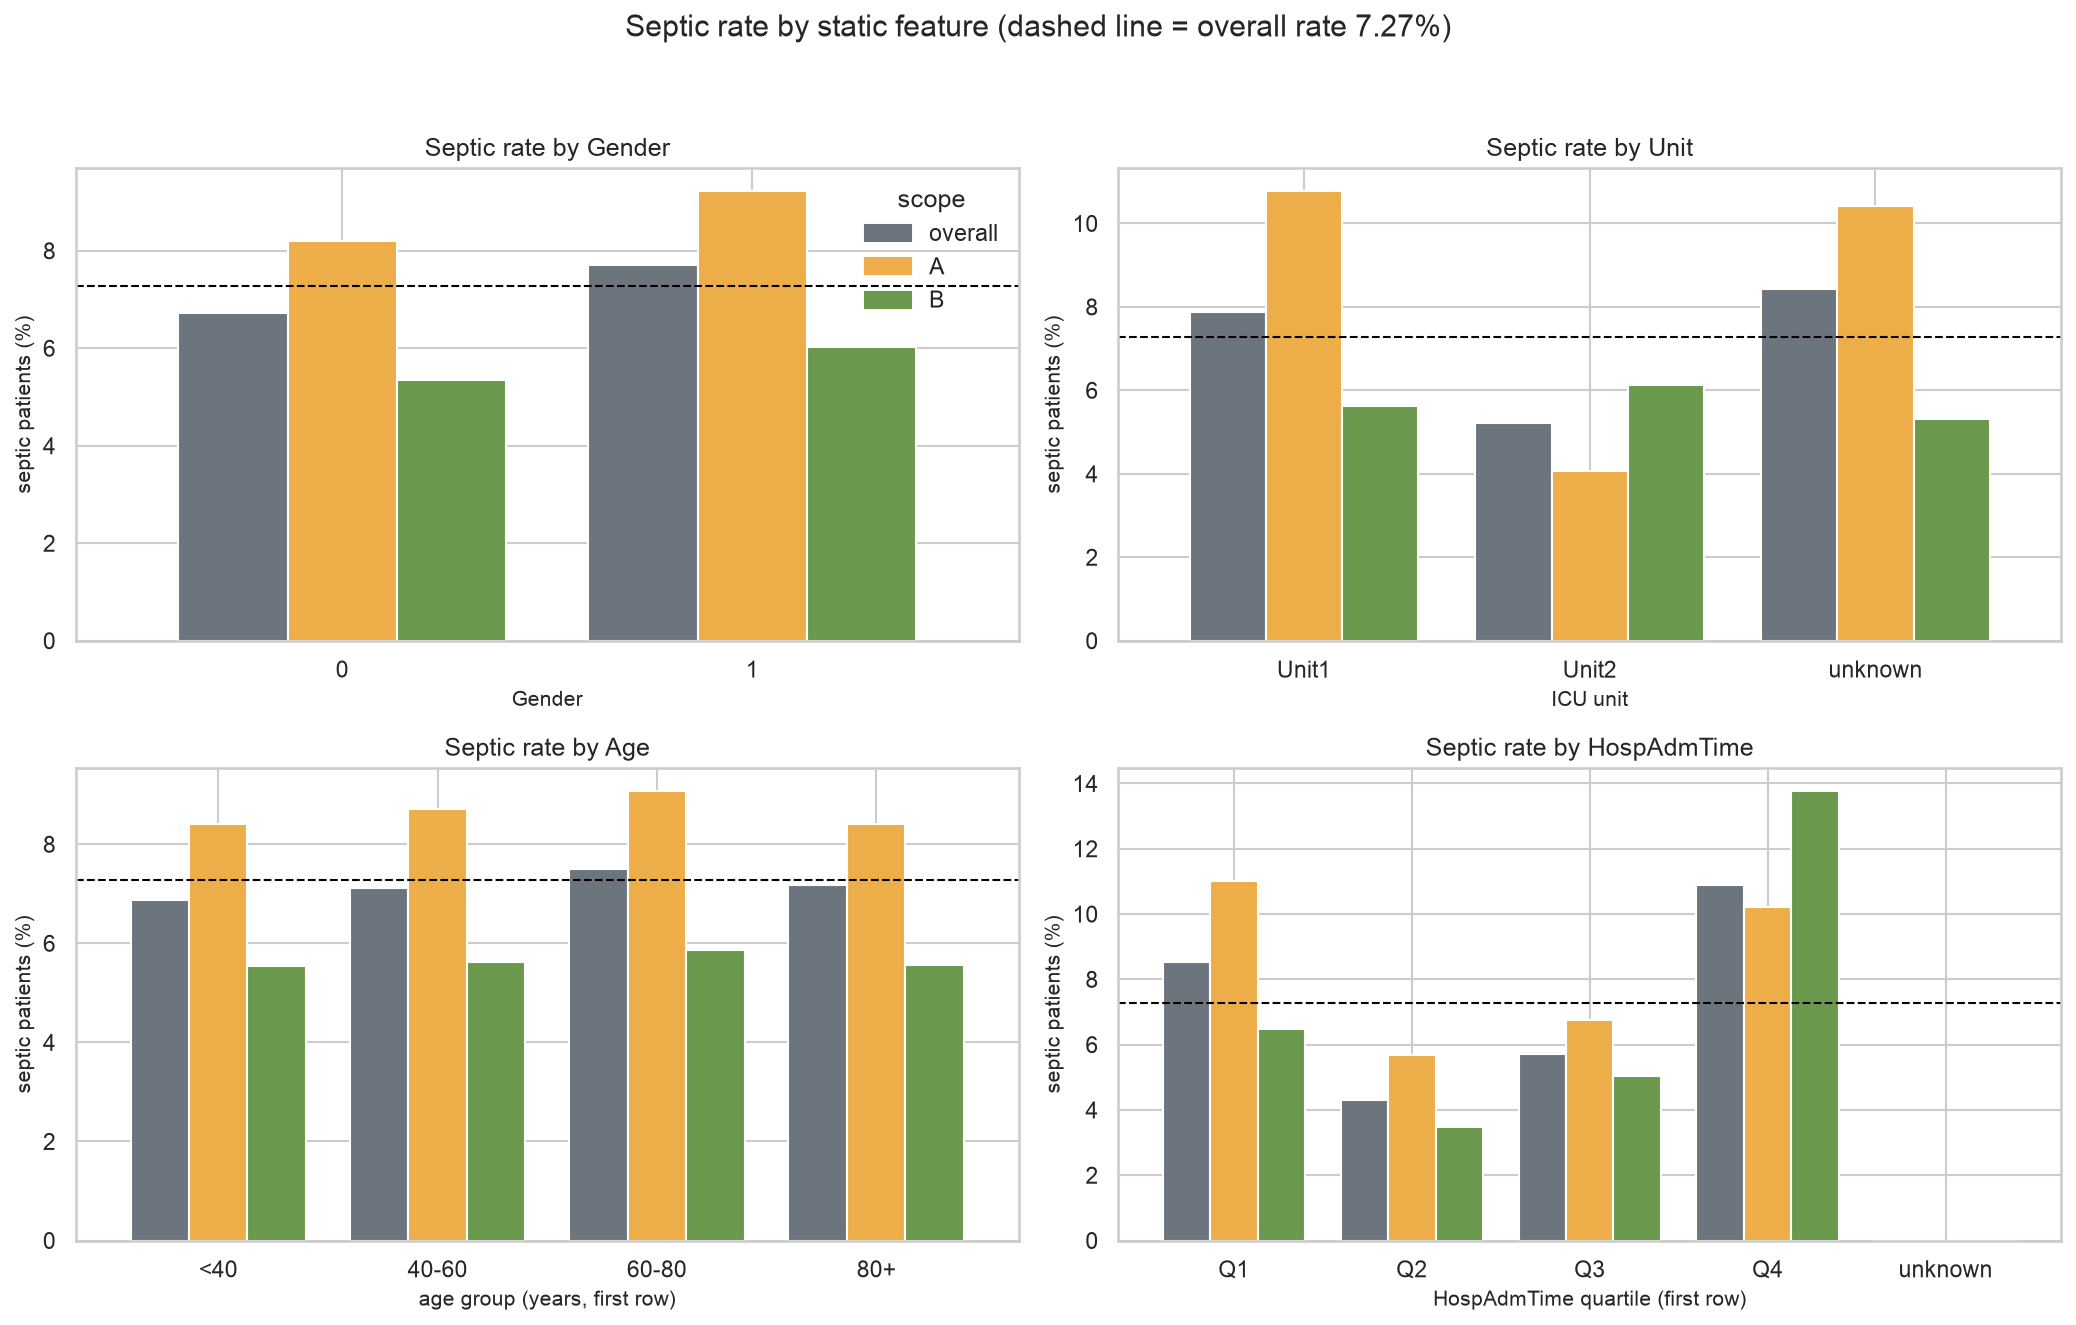 Septic rate by static feature (dashed line = overall rate 7.27%)
Septic rate by Gender
septic patients (%)
8
6
4
2
0
scope
overall
A
B
0
1
Gender
Septic rate by Unit
septic patients (%)
10
8
6
4
2
0
Unit1
Unit2
unknown
ICU unit
Septic rate by Age
septic patients (%)
8
6
4
2
0
<40
40-60
60-80
80+
age group (years, first row)
Septic rate by HospAdmTime
septic patients (%)
14
12
10
8
6
4
2
0
Q1
Q2
Q3
Q4
unknown
HospAdmTime quartile (first row)